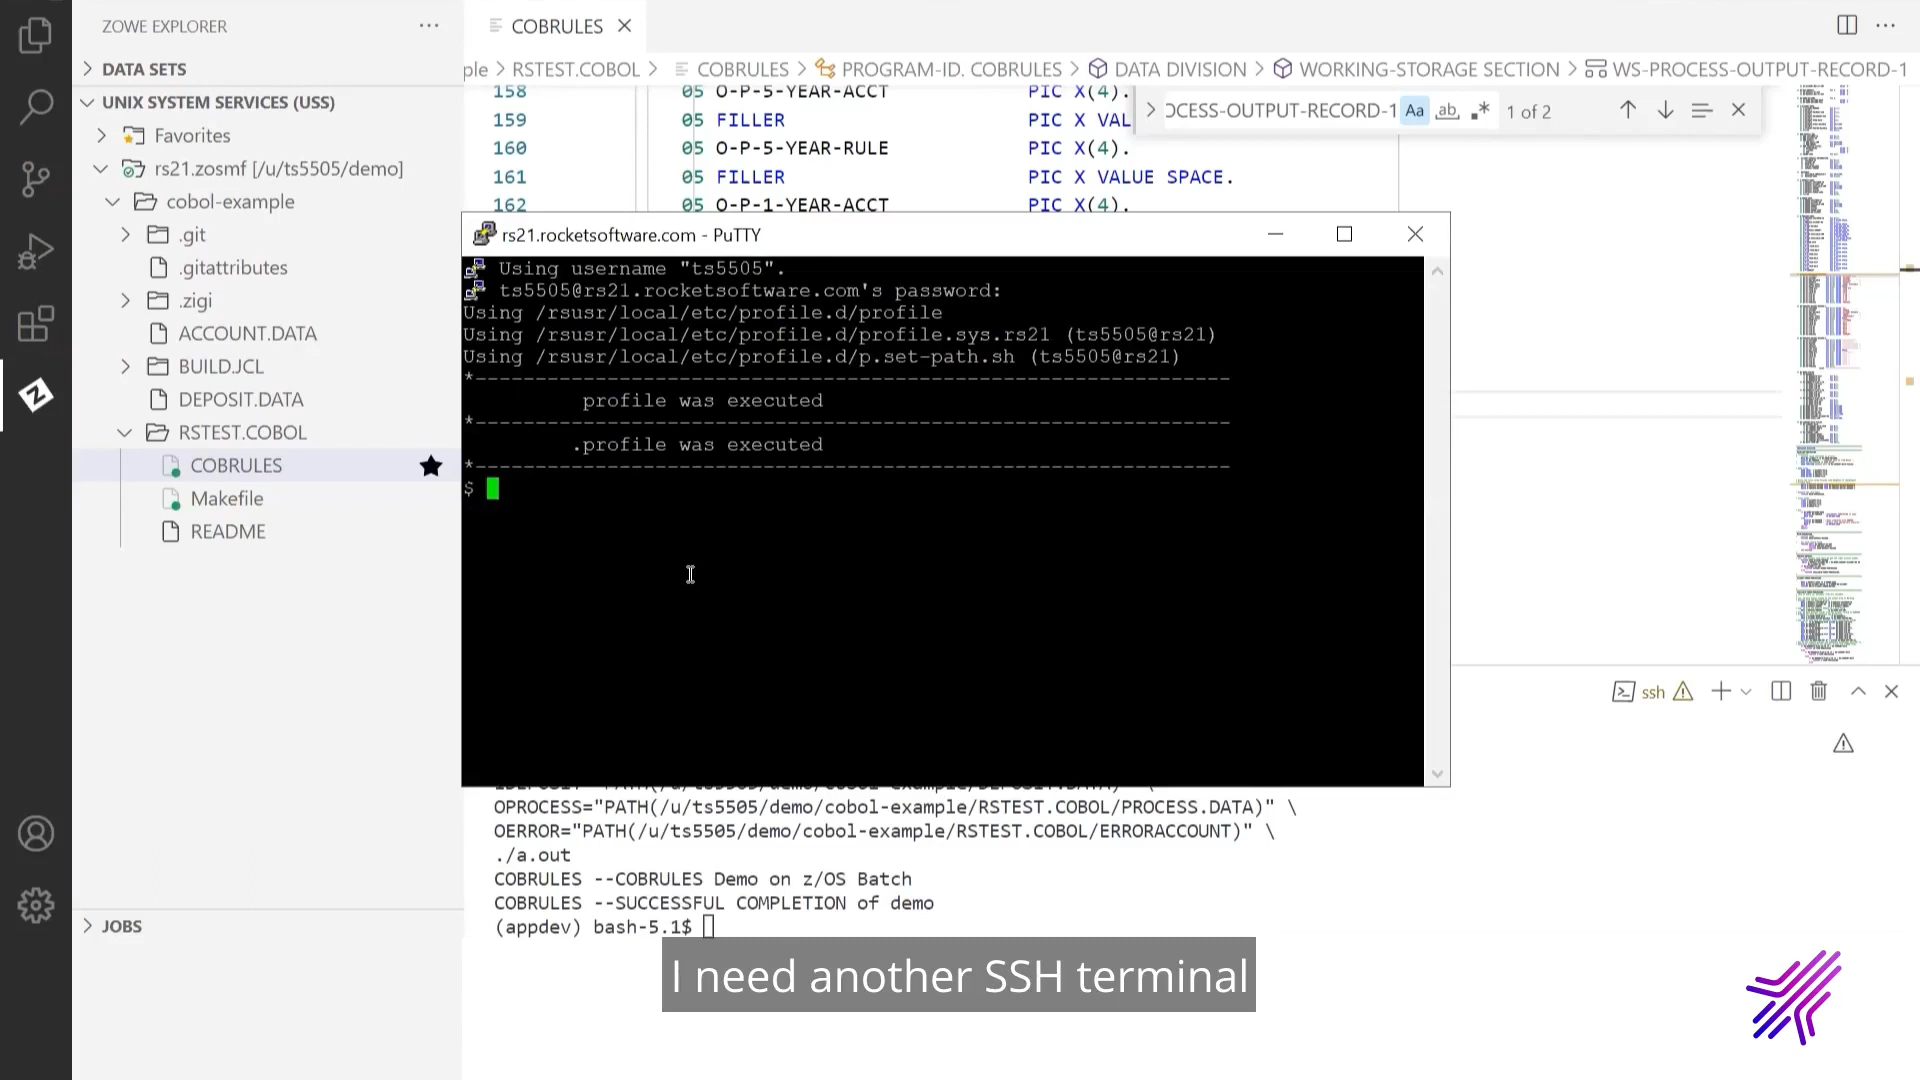 ZOWE EXPLORER
DATA SETS
UNIX SYSTEM SERVICES (USS)
Favorites
rs21.zosmf [/u/ts5505/demo]
cobol-example
.git
.gitattributes
.zigi
ACCOUNT.DATA
BUILD.JCL
DEPOSIT.DATA
RSTEST.COBOL
COBRULES
Makefile
README
JOBS
COBRULES
ple > RSTEST.COBOL > COBRULES > PROGRAM-ID. COBRULES > DATA DIVISION > WORKING-STORAGE SECTION > WS-PROCESS-OUTPUT-RECORD-1
158 05 O-P-5-YEAR-ACCT PIC X(4).
159 05 FILLER PIC X VAL
160 05 O-P-5-YEAR-RULE PIC X(4).
161 05 FILLER PIC X VALUE SPACE.
162 05 O-P-1-YEAR-ACCT PIC X(4).
OCESS-OUTPUT-RECORD-1 Aa ab .* 1 of 2
rs21.rocketsoftware.com - PuTTY
Using username "ts5505".
ts5505@rs21.rocketsoftware.com's password:
Using /rsusr/local/etc/profile.d/profile
Using /rsusr/local/etc/profile.d/profile.sys.rs21 (ts5505@rs21)
Using /rsusr/local/etc/profile.d/p.set-path.sh (ts5505@rs21)
*---------------------------------------------------------------
profile was executed
*---------------------------------------------------------------
.profile was executed
*---------------------------------------------------------------
$
ssh
OPROCESS="PATH(/u/ts5505/demo/cobol-example/RSTEST.COBOL/PROCESS.DATA)" \
OERROR="PATH(/u/ts5505/demo/cobol-example/RSTEST.COBOL/ERRORACCOUNT)" \
./a.out
COBRULES --COBRULES Demo on z/OS Batch
COBRULES --SUCCESSFUL COMPLETION of demo
(appdev) bash-5.1$
I need another SSH terminal